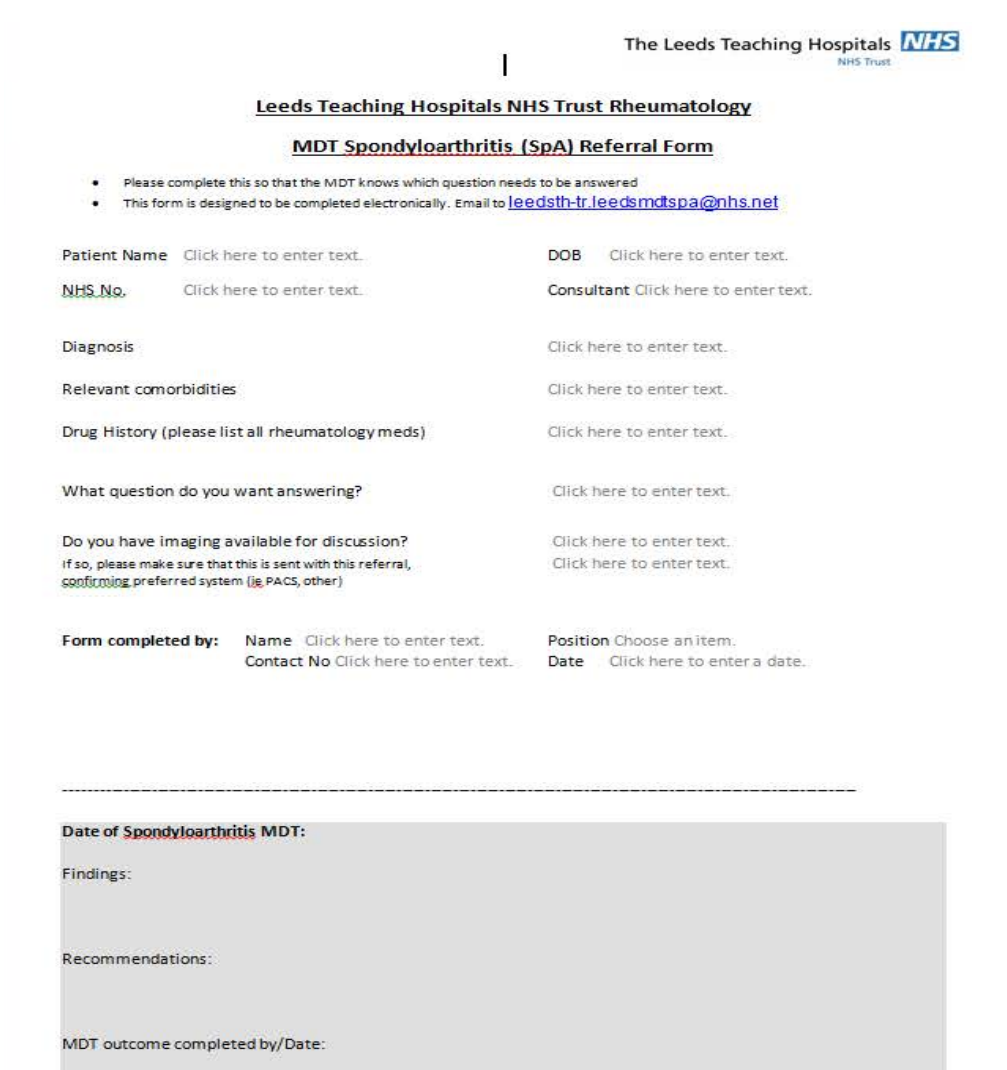 The Leeds Teaching Hospitals NHS
NHS Trust
Leeds Teaching Hospitals NHS Trust Rheumatology
MDT Spondyloarthritis (SpA) Referral Form
• Please complete this so that the MDT knows which question needs to be answered
• This form is designed to be completed electronically. Email to leedsth-tr.leedsmdtspa@nhs.net
Patient Name Click here to enter text. DOB Click here to enter text.
NHS No. Click here to enter text. Consultant Click here to enter text.
Diagnosis Click here to enter text.
Relevant comorbidities Click here to enter text.
Drug History (please list all rheumatology meds) Click here to enter text.
What question do you want answering? Click here to enter text.
Do you have imaging available for discussion? Click here to enter text.
If so, please make sure that this is sent with this referral, Click here to enter text.
confirming preferred system (ie PACS, other)
Form completed by: Name Click here to enter text. Position Choose an item.
Contact No Click here to enter text. Date Click here to enter a date.
Date of Spondyloarthritis MDT:
Findings:
Recommendations:
MDT outcome completed by/Date: